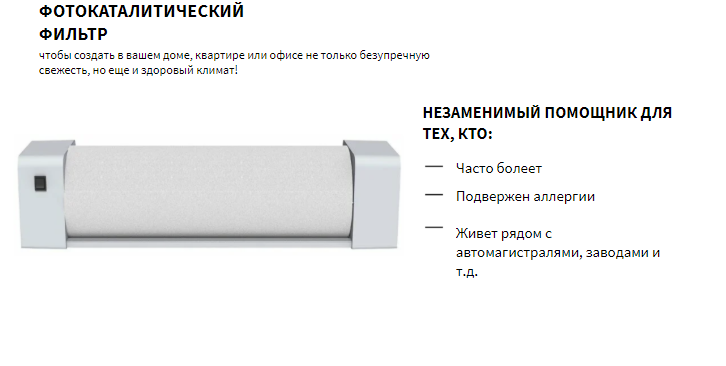 ФОТОКАТАЛИТИЧЕСКИЙ
ФИЛЬТР
чтобы создать в вашем доме, квартире или офисе не только безупречную
свежесть, но еще и здоровый климат!
НЕЗАМЕНИМЫЙ ПОМОЩНИК ДЛЯ
ТЕХ, КТО:
— Часто болеет
— Подвержен аллергии
— Живет рядом с
автомагистралями, заводами и
т.д.